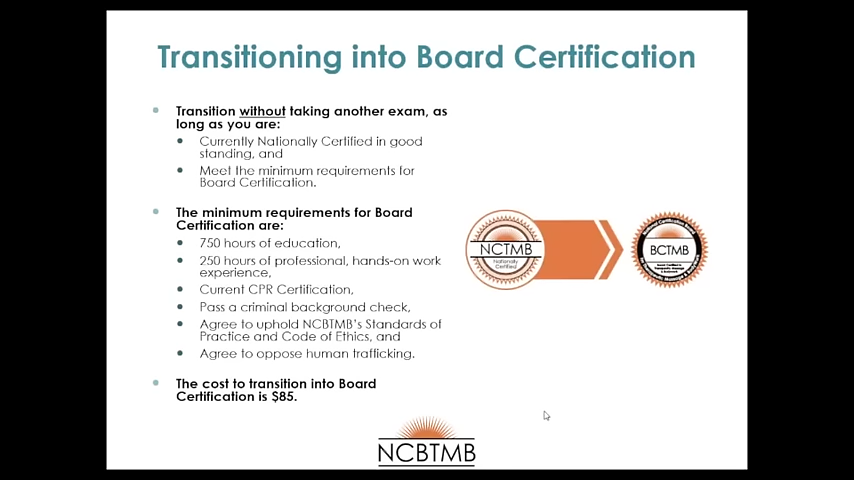 Transitioning into Board Certification
Transition without taking another exam, as
long as you are:
Currently Nationally Certified in good
standing, and
Meet the minimum requirements for
Board Certification.
The minimum requirements for Board
Certification are:
750 hours of education,
250 hours of professional, hands-on work
experience,
Current CPR Certification,
Pass a criminal background check,
Agree to uphold NCBTMB's Standards of
Practice and Code of Ethics, and
Agree to oppose human trafficking.
The cost to transition into Board
Certification is $85.
NCTMB
Nationally
Certified
BCTMB
NCBTMB